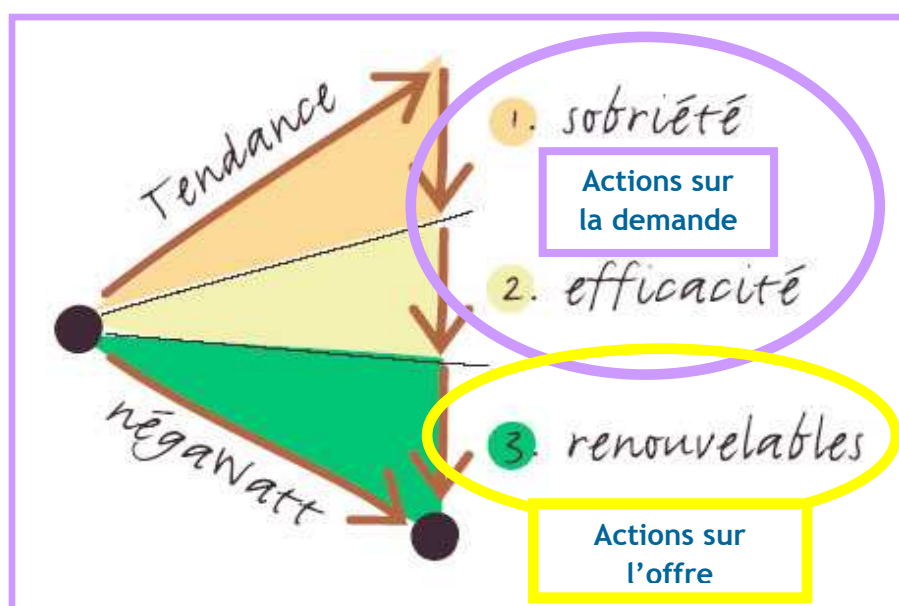 Tendance
1. sobriété
Actions sur
la demande
2. efficacité
négaWatt
3. renouvelables
Actions sur
l’offre